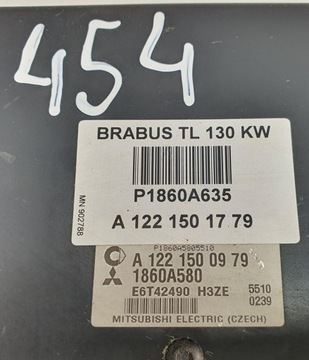 454
BRABUS TL 130 KW
P1860A635
A 122 150 17 79
MN 902788
P1860A5805510
A 122 150 09 79
1860A580
E6T42490 H3ZE 5510
0239
MITSUBISHI ELECTRIC (CZECH)